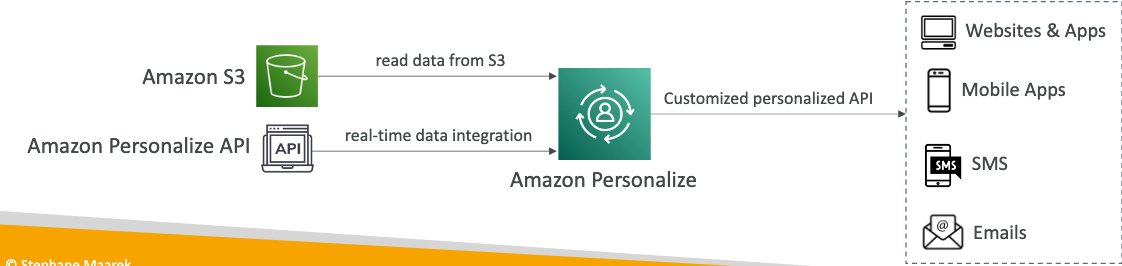 Amazon S3
read data from S3
Amazon Personalize API
API
real-time data integration
Amazon Personalize
Customized personalized API
Websites & Apps
Mobile Apps
SMS
SMS
@
Emails
© Stephane Maarek